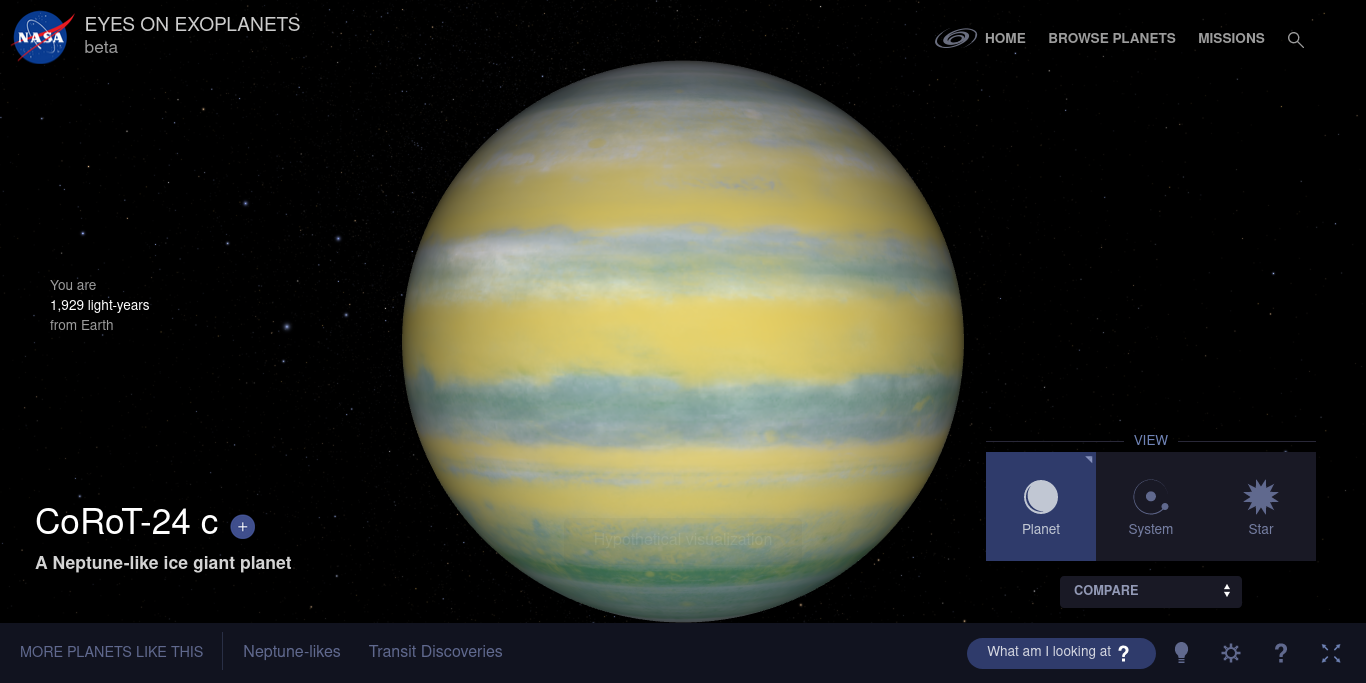 NASA
EYES ON EXOPLANETS
beta
HOME
BROWSE PLANETS
MISSIONS
You are
1,929 light-years
from Earth
VIEW
Planet
System
Star
CoRoT-24 c
+
A Neptune-like ice giant planet
Hypothetical visualization
COMPARE
MORE PLANETS LIKE THIS
Neptune-likes
Transit Discoveries
What am I looking at ?
?